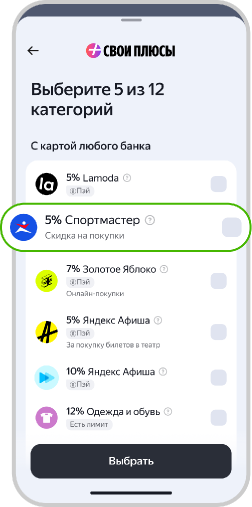 СВОИ ПЛЮСЫ
Выберите 5 из 12
категорий
С картой любого банка
5% Lamoda ?
Пэй
5% Спортмастер ?
Скидка на покупки
7% Золотое Яблоко ?
Пэй
Онлайн-покупки
5% Яндекс Афиша ?
Пэй
За покупку билетов в театр
10% Яндекс Афиша ?
Пэй
12% Одежда и обувь ?
Есть лимит
Выбрать